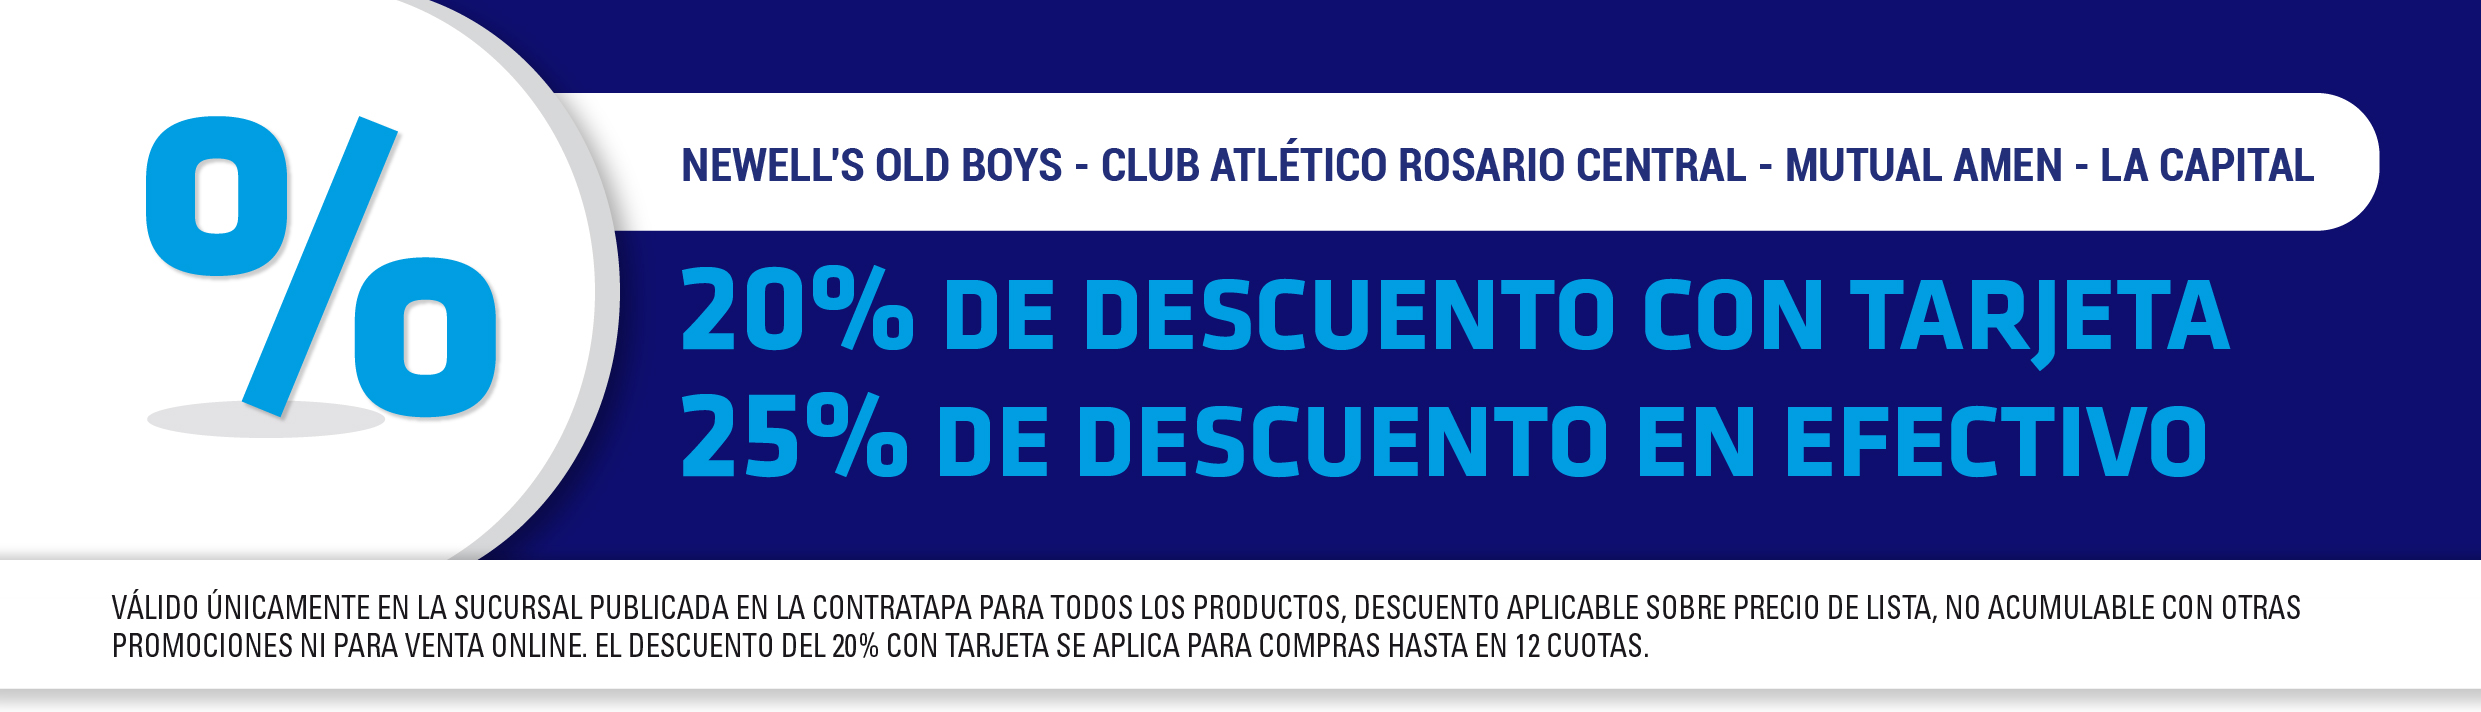 %
NEWELL'S OLD BOYS - CLUB ATLÉTICO ROSARIO CENTRAL - MUTUAL AMEN - LA CAPITAL
20% DE DESCUENTO CON TARJETA
25% DE DESCUENTO EN EFECTIVO
VÁLIDO ÚNICAMENTE EN LA SUCURSAL PUBLICADA EN LA CONTRATAPA PARA TODOS LOS PRODUCTOS, DESCUENTO APLICABLE SOBRE PRECIO DE LISTA, NO ACUMULABLE CON OTRAS
PROMOCIONES NI PARA VENTA ONLINE. EL DESCUENTO DEL 20% CON TARJETA SE APLICA PARA COMPRAS HASTA EN 12 CUOTAS.